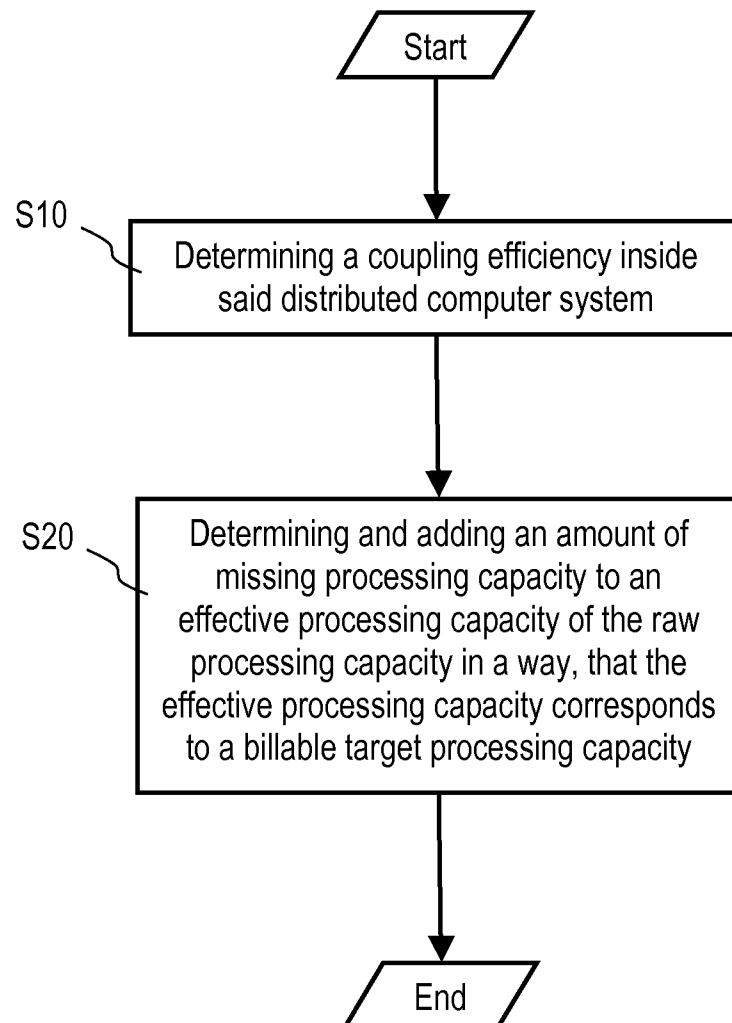 Start
S10
Determining a coupling efficiency inside
said distributed computer system
S20
Determining and adding an amount of
missing processing capacity to an
effective processing capacity of the raw
processing capacity in a way, that the
effective processing capacity corresponds
to a billable target processing capacity
End